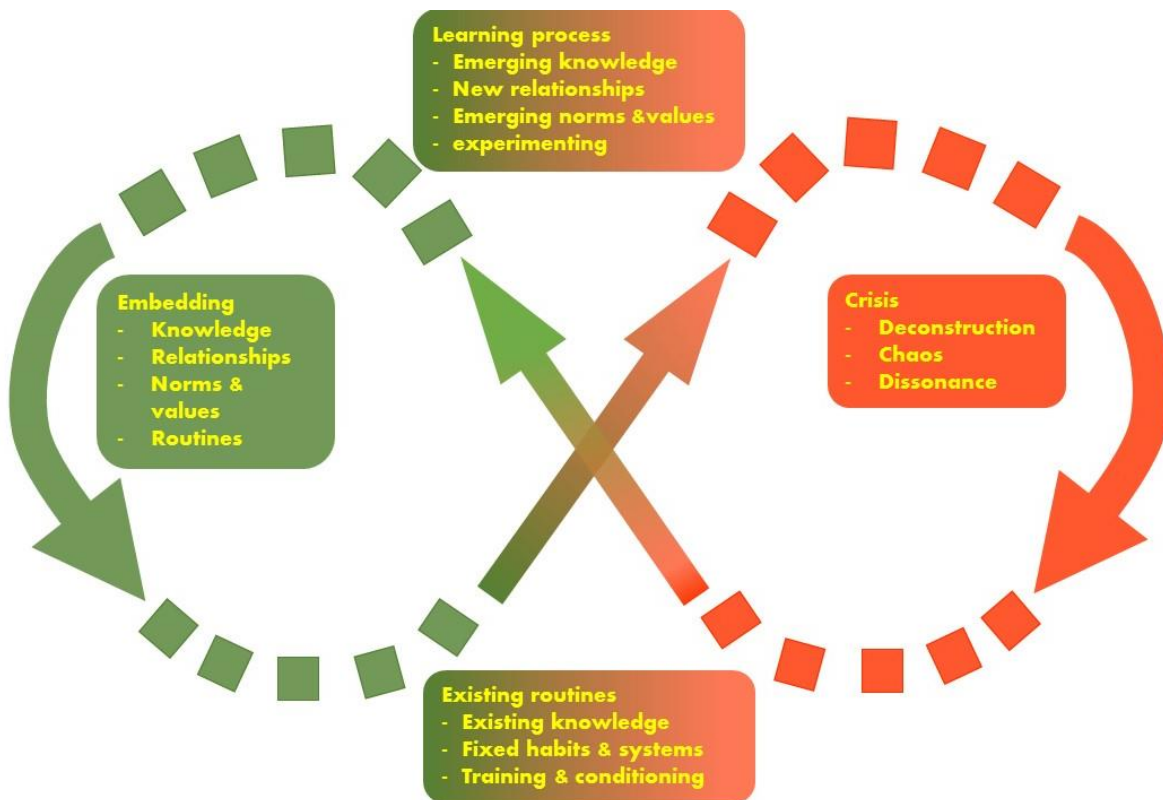 Learning process
- Emerging knowledge
- New relationships
- Emerging norms &values
- experimenting
Embedding
- Knowledge
- Relationships
- Norms &
values
- Routines
Crisis
- Deconstruction
- Chaos
- Dissonance
Existing routines
- Existing knowledge
- Fixed habits & systems
- Training & conditioning